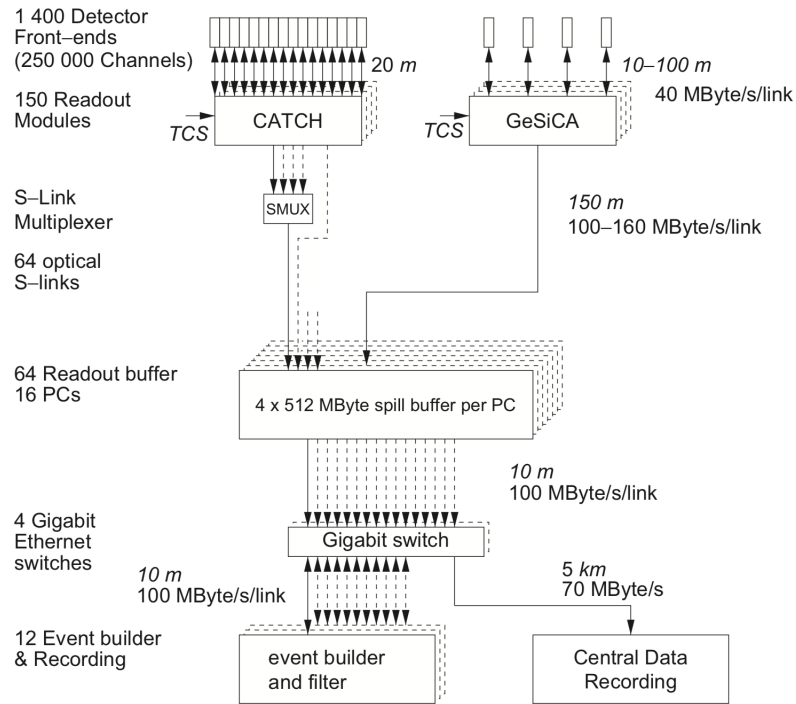 1 400 Detector
Front–ends
(250 000 Channels)
20 m
10–100 m
40 MByte/s/link
150 Readout
Modules
TCS
CATCH
TCS
GeSiCA
S–Link
Multiplexer
SMUX
150 m
100–160 MByte/s/link
64 optical
S–links
64 Readout buffer
16 PCs
4 x 512 MByte spill buffer per PC
10 m
100 MByte/s/link
4 Gigabit
Ethernet
switches
Gigabit switch
10 m
100 MByte/s/link
5 km
70 MByte/s
12 Event builder
& Recording
event builder
and filter
Central Data
Recording